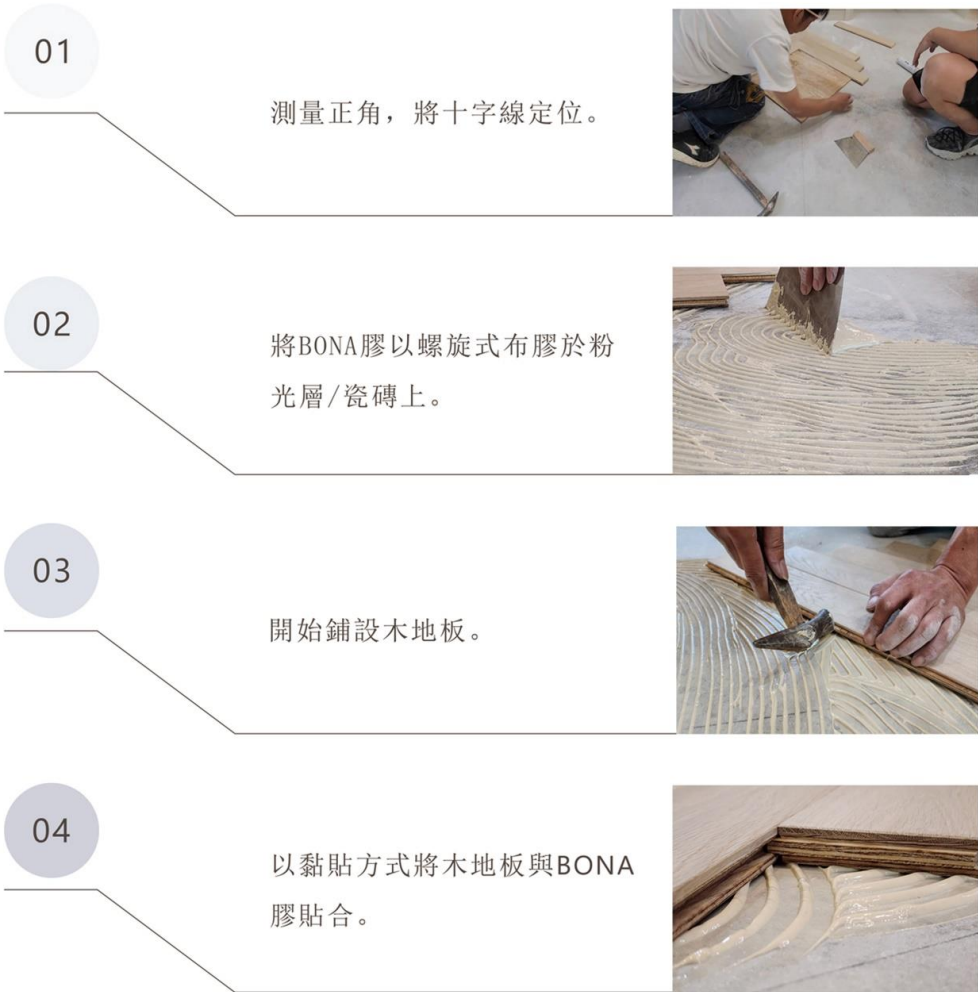 01
測量正角，將十字線定位。
02
將BONA膠以螺旋式布膠於粉
光層/瓷磚上。
03
開始鋪設木地板。
04
以黏貼方式將木地板與BONA
膠貼合。